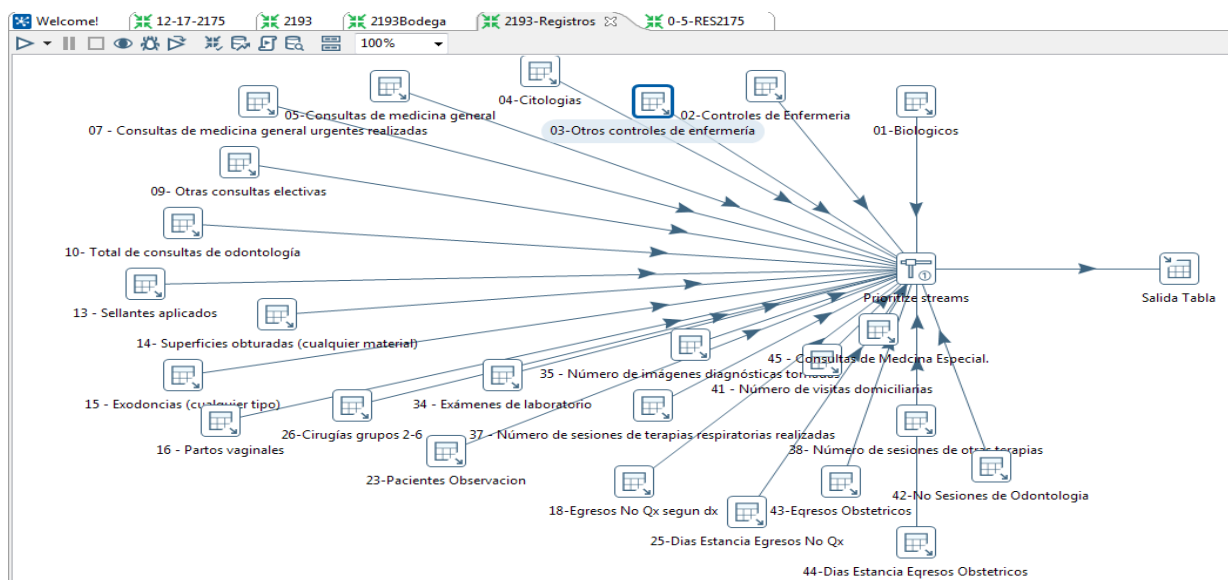 Welcome!
12-17-2175
2193
2193Bodega
2193-Registros
0-5-RES2175
100%
04-Citologias
05-Consultas de medicina general
02-Controles de Enfermeria
07 - Consultas de medicina general urgentes realizadas
03-Otros controles de enfermería
01-Biologicos
09- Otras consultas electivas
10- Total de consultas de odontología
13 - Sellantes aplicados
Prioritize streams
Salida Tabla
14- Superficies obturadas (cualquier material)
45 - Consultas de Medcina Especial.
35 - Número de imágenes diagnósticas tomadas
41 - Número de visitas domiciliarias
15 - Exodoncias (cualquier tipo)
34 - Exámenes de laboratorio
26-Cirugías grupos 2-6
37 - Número de sesiones de terapias respiratorias realizadas
16 - Partos vaginales
38- Número de sesiones de otras terapias
23-Pacientes Observacion
42-No Sesiones de Odontologia
18-Egresos No Qx segun dx
43-Egresos Obstetricos
25-Dias Estancia Egresos No Qx
44-Dias Estancia Egresos Obstetricos